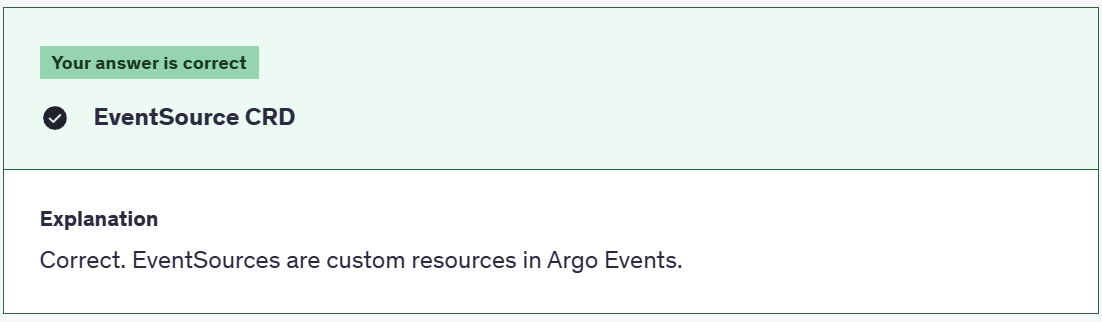 Your answer is correct
EventSource CRD
Explanation
Correct. EventSources are custom resources in Argo Events.